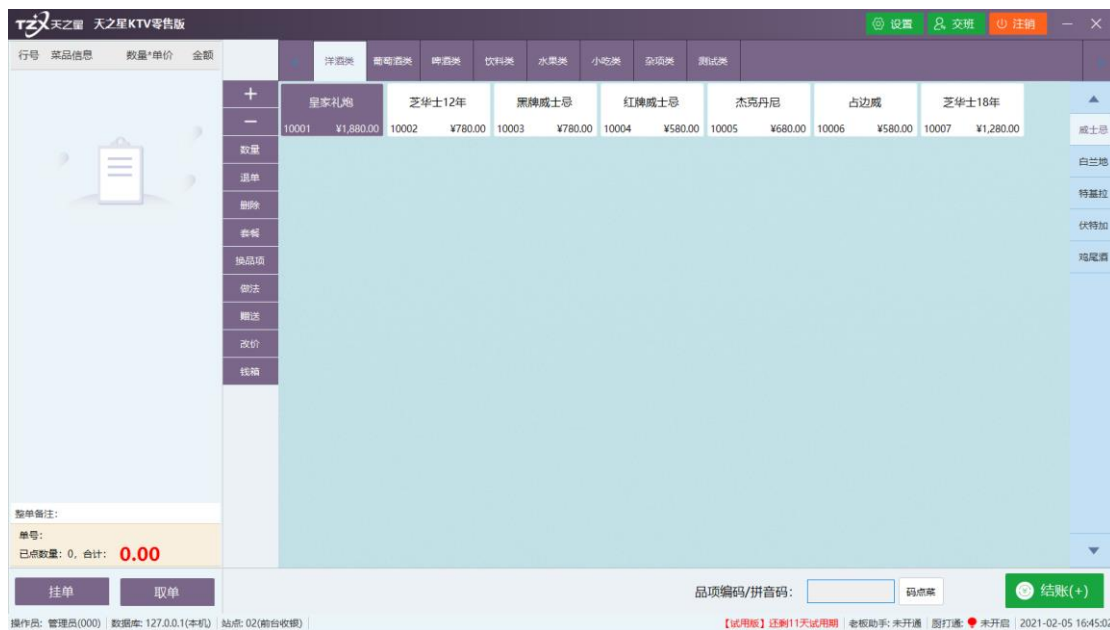 TZX天之星 天之星KTV零售版 设置 交班 注销
行号 菜品信息 数量*单价 金额
洋酒类 葡萄酒类 啤酒类 饮料类 水果类 小吃类 杂项类 测试类
+
−
数量
退单
删除
套餐
换品项
做法
赠送
改价
钱箱
皇家礼炮
10001 ¥1,880.00
芝华士12年
10002 ¥780.00
黑牌威士忌
10003 ¥780.00
红牌威士忌
10004 ¥580.00
杰克丹尼
10005 ¥680.00
占边威
10006 ¥580.00
芝华士18年
10007 ¥1,280.00
威士忌
白兰地
特基拉
伏特加
鸡尾酒
整单备注:
单号:
已点数量: 0, 合计: 0.00
挂单 取单
品项编码/拼音码: 码点菜 结账(+)
操作员: 管理员(000) 数据库: 127.0.0.1(本机) 站点: 02(前台收银) 【试用版】还剩11天试用期 老板助手: 未开通 厨打通: 未开启 2021-02-05 16:45:02